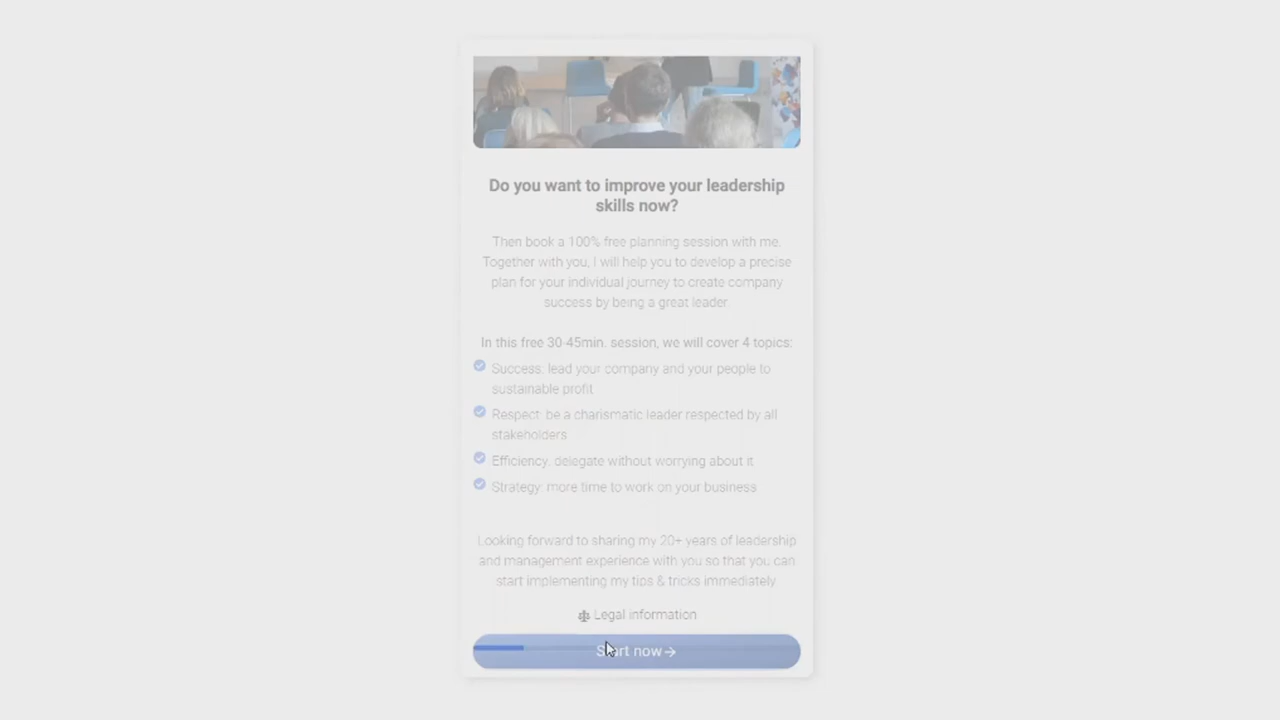 Do you want to improve your leadership
skills now?
Then book a 100% free planning session with me.
Together with you, I will help you to develop a precise
plan for your individual journey to create company
success by being a great leader.
In this free 30-45min. session, we will cover 4 topics:
Success: lead your company and your people to
sustainable profit
Respect: be a charismatic leader respected by all
stakeholders
Efficiency: delegate without worrying about it
Strategy: more time to work on your business
Looking forward to sharing my 20+ years of leadership
and management experience with you so that you can
start implementing my tips & tricks immediately
Legal information
Start now→